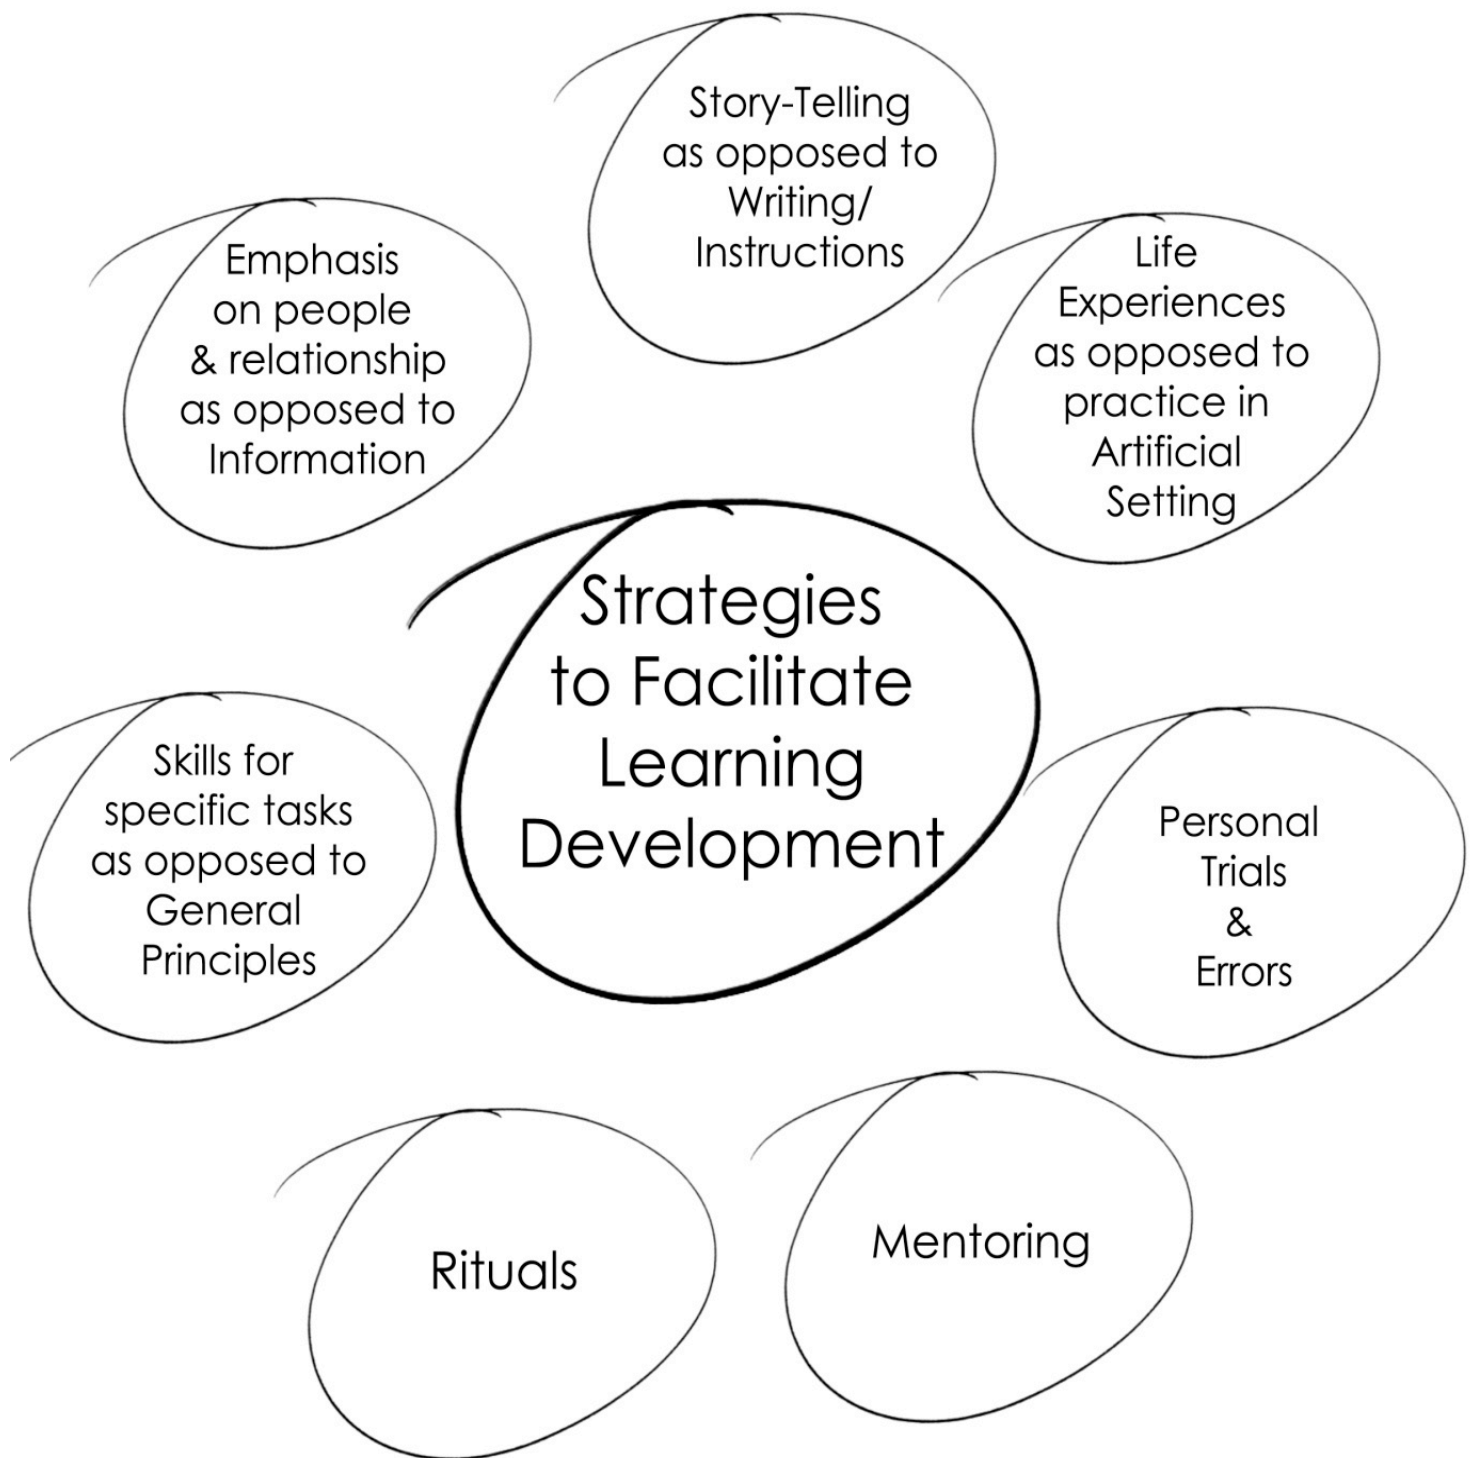 Story-Telling
as opposed to
Writing/
Instructions
Life
Experiences
as opposed to
practice in
Artificial
Setting
Personal
Trials
&
Errors
Mentoring
Rituals
Skills for
specific tasks
as opposed to
General
Principles
Emphasis
on people
& relationship
as opposed to
Information
Strategies
to Facilitate
Learning
Development